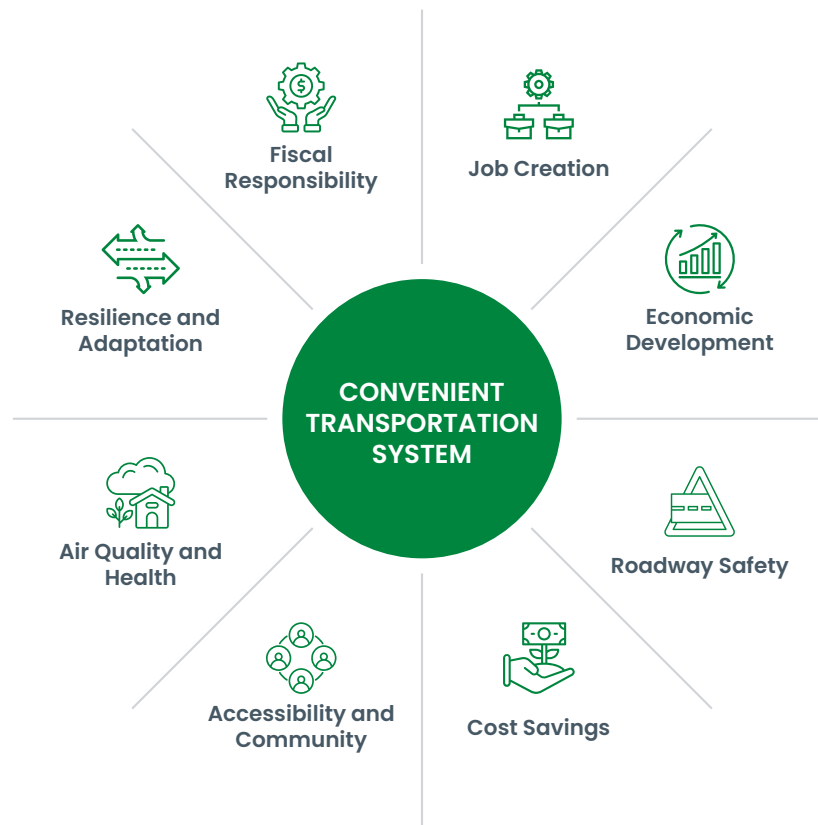 Fiscal
Responsibility
Job Creation
Resilience and
Adaptation
Economic
Development
CONVENIENT
TRANSPORTATION
SYSTEM
Air Quality and
Health
Roadway Safety
Accessibility and
Community
Cost Savings